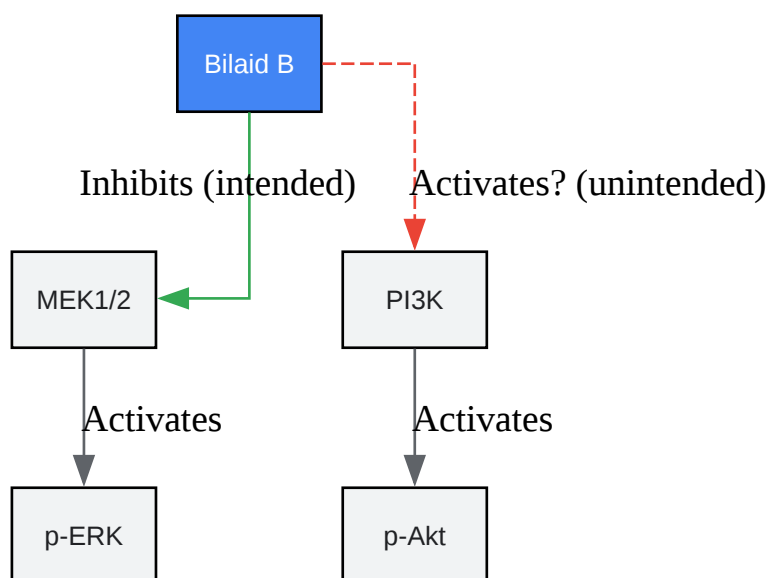 Bilaid B
Inhibits (intended)
Activates? (unintended)
MEK1/2
PI3K
Activates
Activates
p-ERK
p-Akt